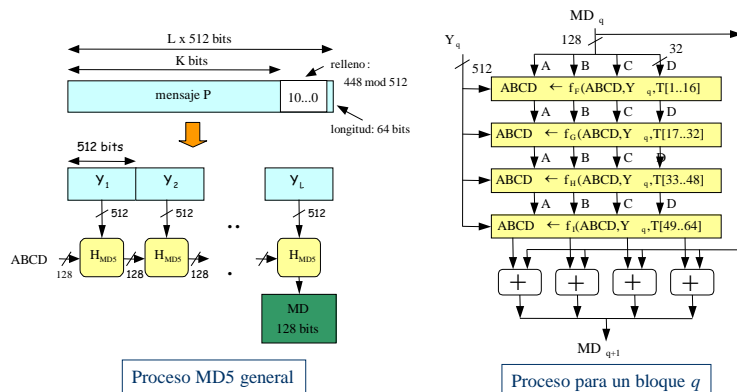 L x 512 bits
K bits
relleno:
448 mod 512
mensaje P
10...0
longitud: 64 bits
512 bits
Y1
Y2
YL
512
512
512
ABCD
128
HMD5
128
HMD5
128
HMD5
MD
128 bits
Proceso MD5 general
MD q
128
32
Y q
512
A
B
C
D
ABCD ← fF(ABCD,Y q,T[1..16]
A
B
C
D
ABCD ← fG(ABCD,Y q,T[17..32]
A
B
C
D
ABCD ← fH(ABCD,Y q,T[33..48]
A
B
C
D
ABCD ← fI(ABCD,Y q,T[49..64]
+
+
+
+
MD q+1
Proceso para un bloque q